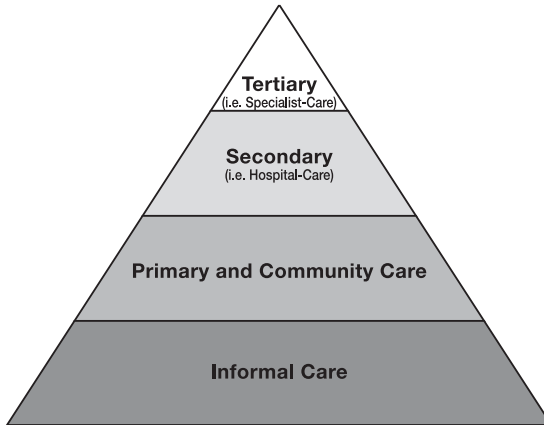 Tertiary
(i.e. Specialist-Care)
Secondary
(i.e. Hospital-Care)
Primary and Community Care
Informal Care